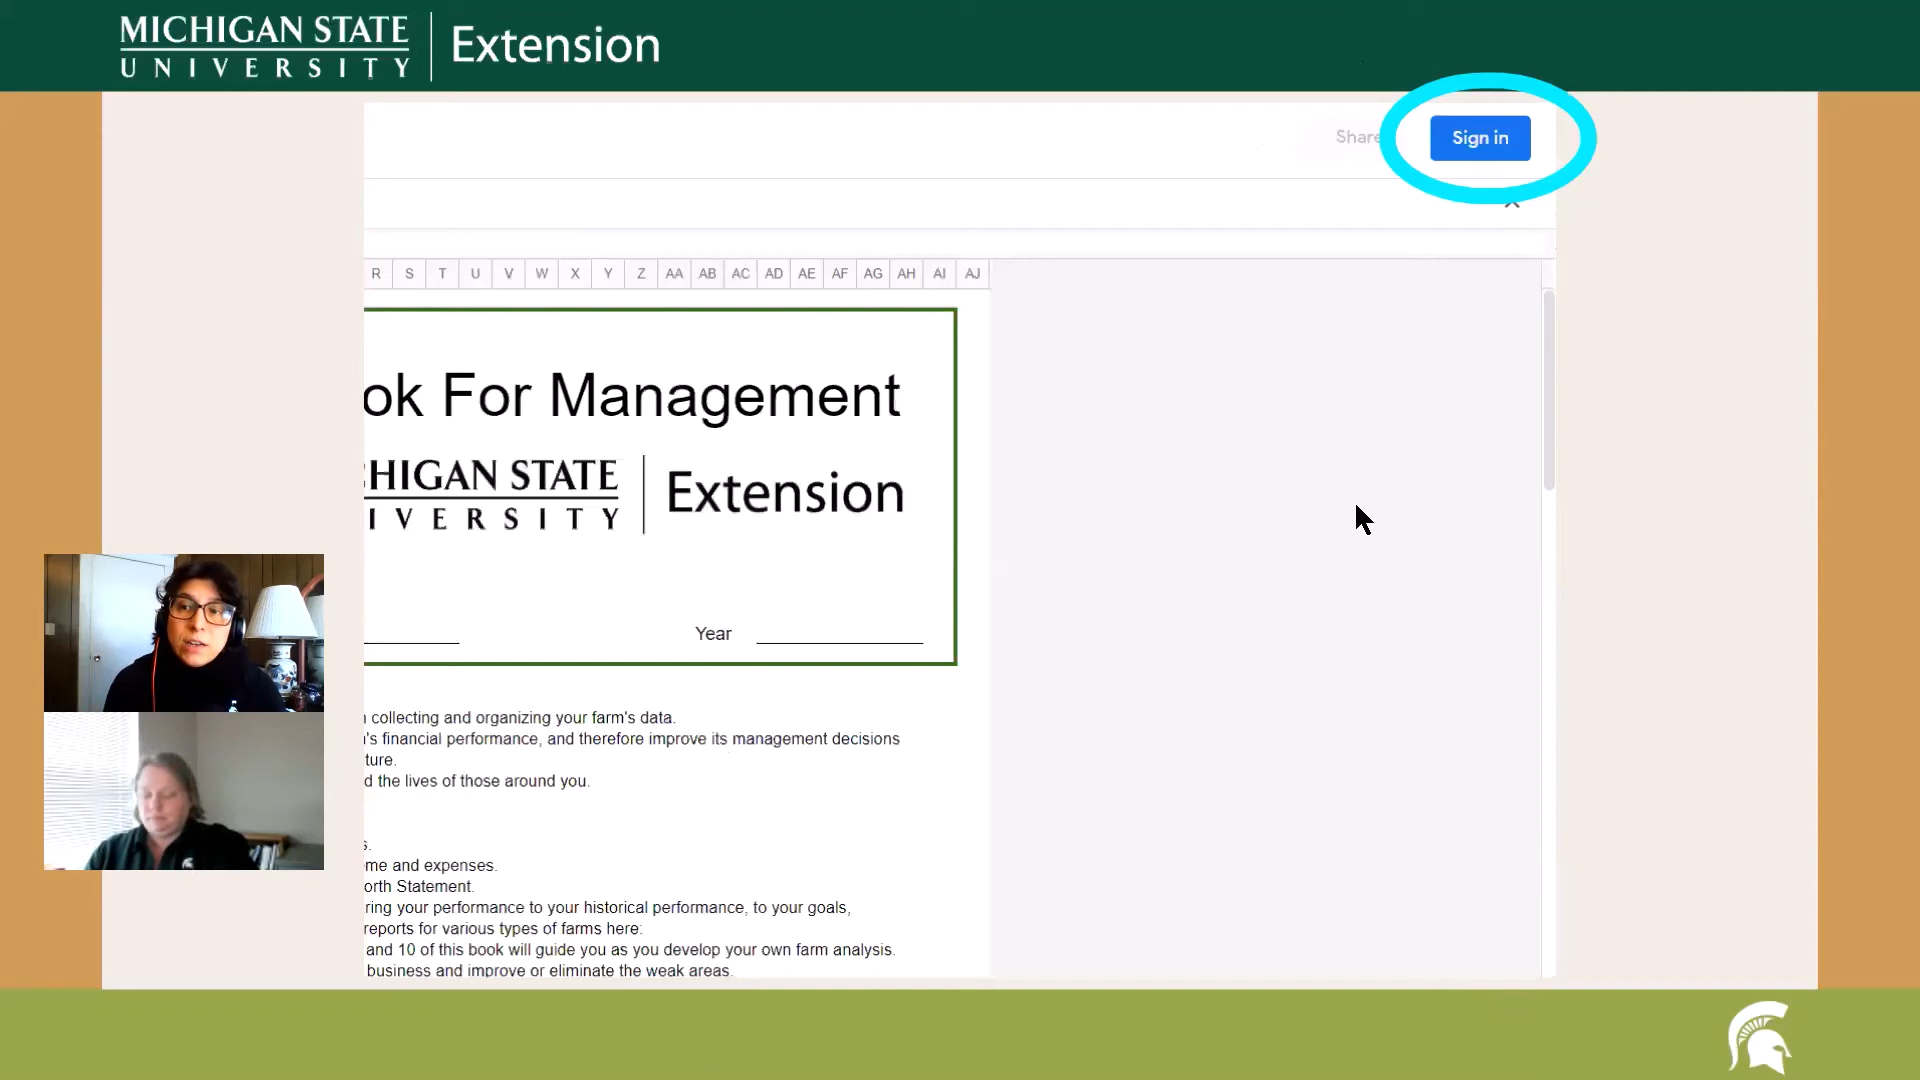 MICHIGAN STATE
UNIVERSITY
Extension
Share
Sign in
R S T U V W X Y Z AA AB AC AD AE AF AG AH AI AJ
ok For Management
HIGAN STATE
IVERSITY
Extension
Year
collecting and organizing your farm's data.
's financial performance, and therefore improve its management decisions
ture.
d the lives of those around you.
s.
me and expenses.
orth Statement.
ring your performance to your historical performance, to your goals,
reports for various types of farms here:
and 10 of this book will guide you as you develop your own farm analysis.
business and improve or eliminate the weak areas.